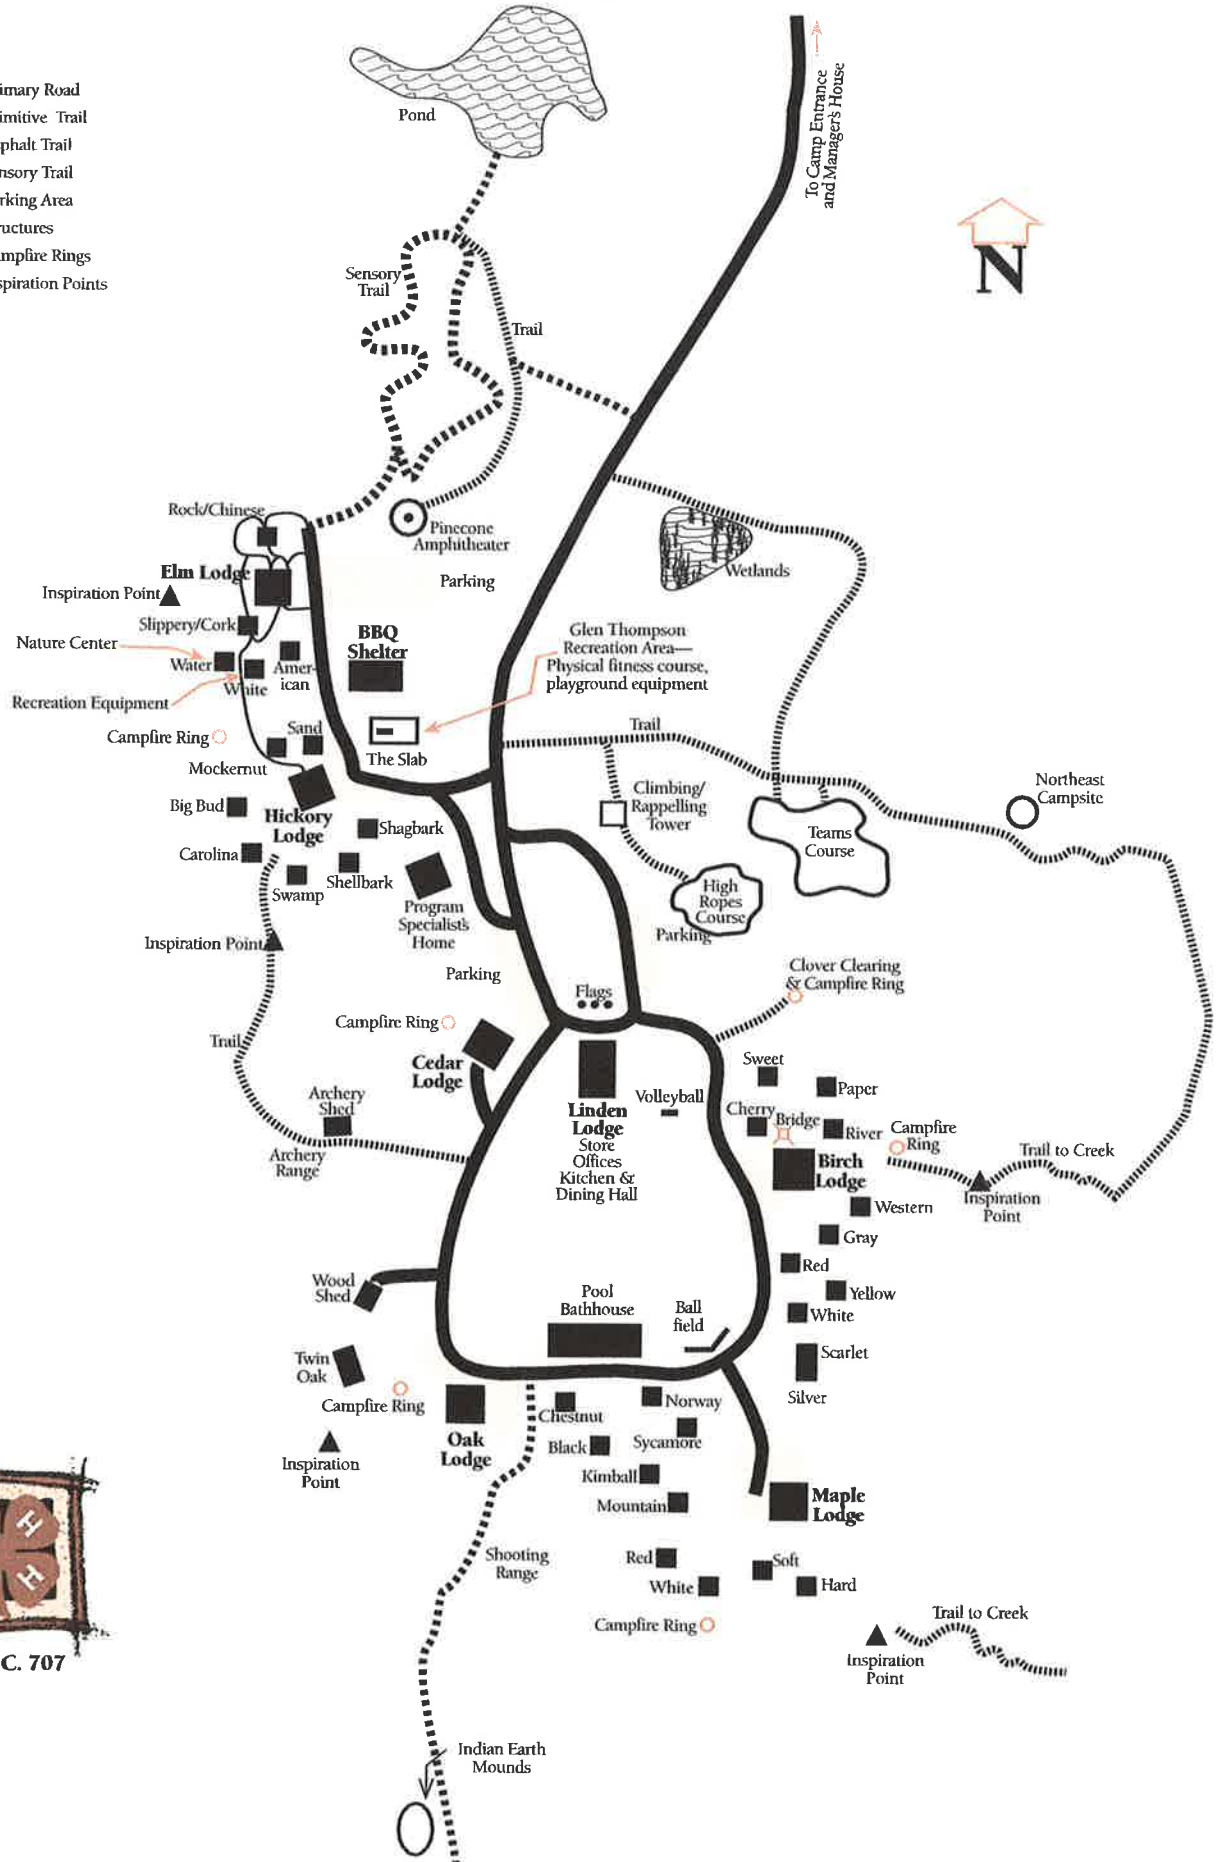 imary Road
imitive Trail
phalt Trail
nsory Trail
rking Area
ructures
mpfire Rings
spiration Points
Pond
To Camp Entrance
and Manager's House
N
Sensory
Trail
Trail
Rock/Chinese
Pinecone
Amphitheater
Elm Lodge
Parking
Wetlands
Inspiration Point
Slippery/Cork
Nature Center
Water
White
Amer-
ican
BBQ
Shelter
Glen Thompson
Recreation Area—
Physical fitness course,
playground equipment
Recreation Equipment
Campfire Ring
Sand
The Slab
Trail
Mockernut
Big Bud
Hickory
Lodge
Shagbark
Climbing/
Rappelling
Tower
Northeast
Campsite
Teams
Course
Carolina
Swamp
Shellbark
Program
Specialist's
Home
High
Ropes
Course
Parking
Inspiration Point
Parking
Flags
Clover Clearing
& Campfire Ring
Campfire Ring
Trail
Cedar
Lodge
Sweet
Paper
Archery
Shed
Archery
Range
Linden
Lodge
Store
Offices
Kitchen &
Dining Hall
Volleyball
Cherry
Bridge
River
Campfire
Ring
Trail to Creek
Birch
Lodge
Inspiration
Point
Western
Gray
Red
Wood
Shed
Pool
Bathhouse
Ball
field
Yellow
White
Twin
Oak
Scarlet
Silver
Campfire Ring
Oak
Lodge
Chestnut
Norway
Black
Sycamore
Inspiration
Point
Kimball
Mountain
Maple
Lodge
Shooting
Range
Red
Soft
White
Hard
Campfire Ring
Trail to Creek
Inspiration
Point
H
H
C. 707
Indian Earth
Mounds